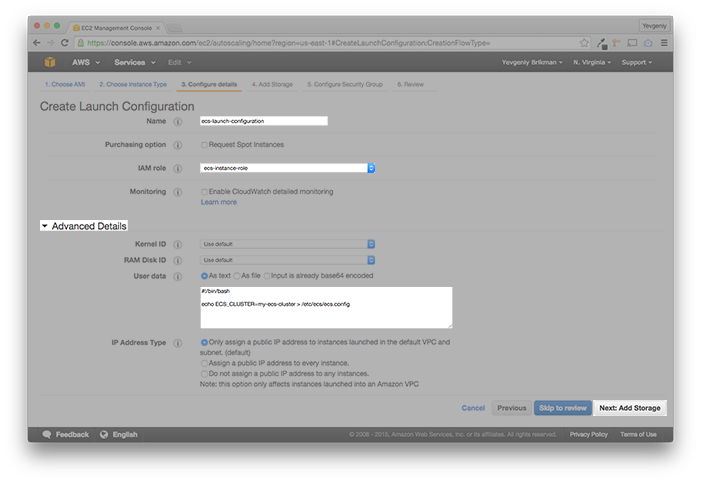 EC2 Management Console
Yevgeniy
https://console.aws.amazon.com/ec2/autoscaling/home?region=us-east-1#CreateLaunchConfiguration:CreationFlowType=
AWS Services Edit Yevgeniy Brikman N. Virginia Support
1. Choose AMI 2. Choose Instance Type 3. Configure details 4. Add Storage 5. Configure Security Group 6. Review
Create Launch Configuration
Name ecs-launch-configuration
Purchasing option Request Spot Instances
IAM role ecs-instance-role
Monitoring Enable CloudWatch detailed monitoring
Learn more
Advanced Details
Kernel ID Use default
RAM Disk ID Use default
User data As text As file Input is already base64 encoded
#!/bin/bash
echo ECS_CLUSTER=my-ecs-cluster > /etc/ecs/ecs.config
IP Address Type Only assign a public IP address to instances launched in the default VPC and
subnet. (default)
Assign a public IP address to every instance.
Do not assign a public IP address to any instances.
Note: this option only affects instances launched into an Amazon VPC
Cancel Previous Skip to review Next: Add Storage
Feedback English © 2008 - 2015, Amazon Web Services, Inc. or its affiliates. All rights reserved. Privacy Policy Terms of Use